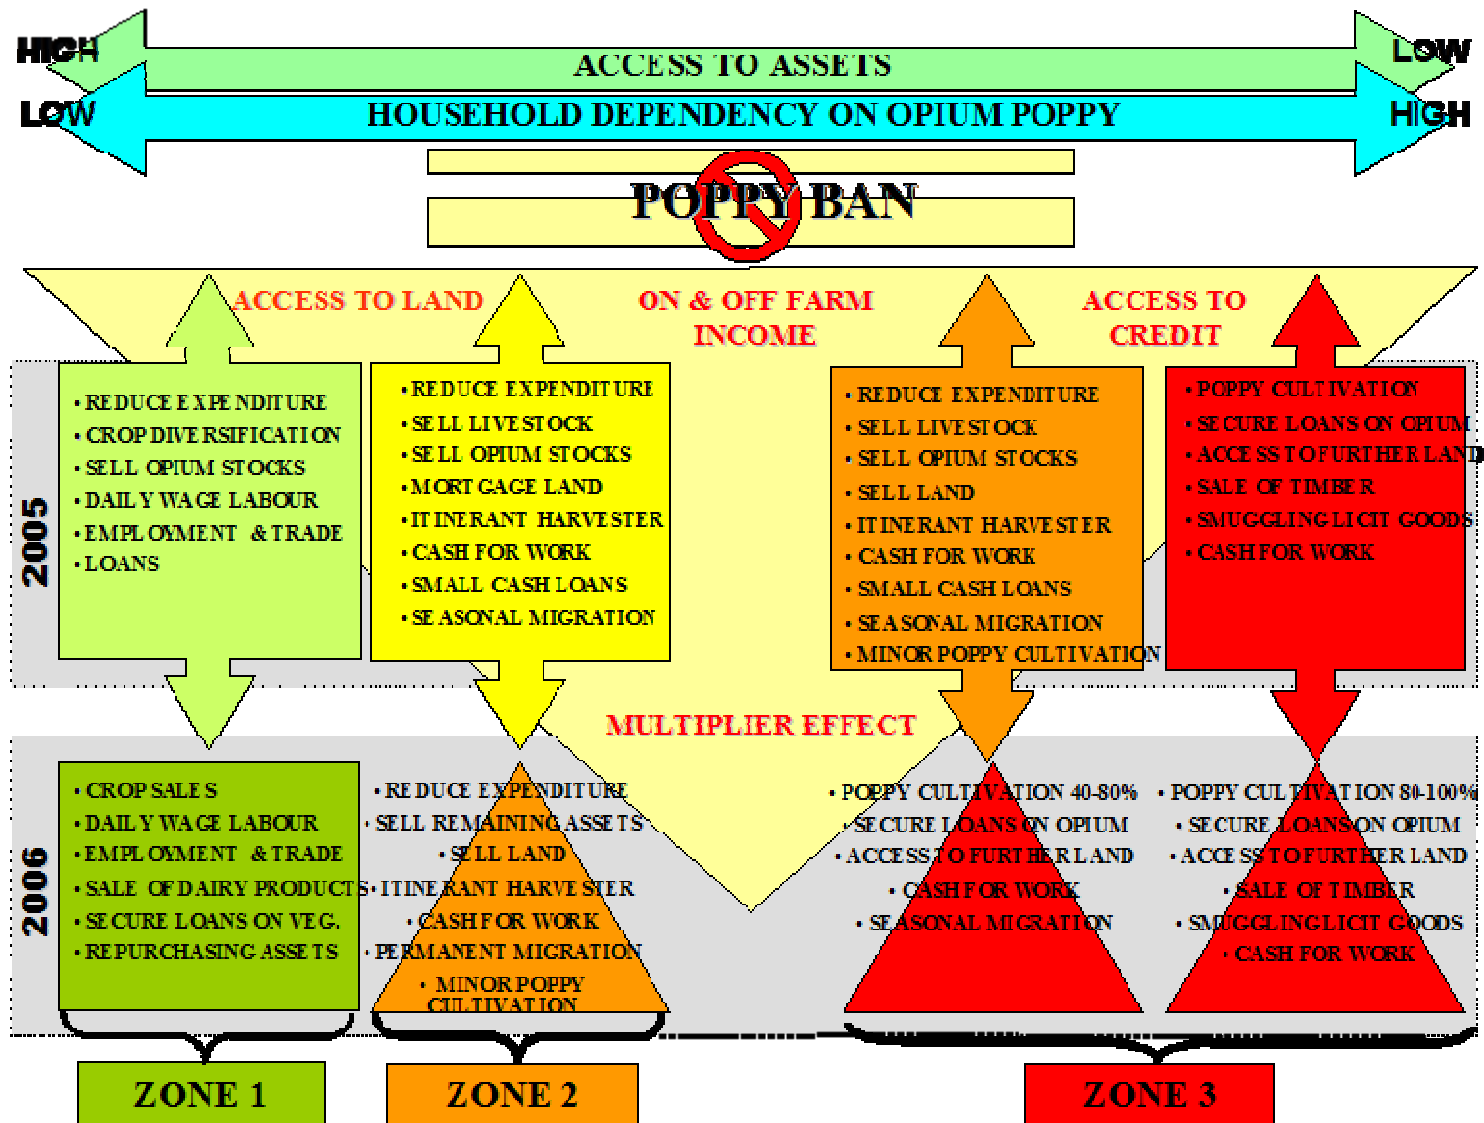 HIGH
LOW
ACCESS TO ASSETS
LOW
HIGH
HOUSEHOLD DEPENDENCY ON OPIUM POPPY
POPPY BAN
ACCESS TO LAND
ON & OFF FARM
INCOME
ACCESS TO
CREDIT
2005
• REDUCE EXPENDITURE
• CROP DIVERSIFICATION
• SELL OPIUM STOCKS
• DAILY WAGE LABOUR
• EMPLOYMENT & TRADE
• LOANS
• REDUCE EXPENDITURE
• SELL LIVESTOCK
• SELL OPIUM STOCKS
• MORTGAGE LAND
• ITINERANT HARVESTER
• CASH FOR WORK
• SMALL CASH LOANS
• SEASONAL MIGRATION
• REDUCE EXPENDITURE
• SELL LIVESTOCK
• SELL OPIUM STOCKS
• SELL LAND
• ITINERANT HARVESTER
• CASH FOR WORK
• SMALL CASH LOANS
• SEASONAL MIGRATION
• MINOR POPPY CULTIVATION
• POPPY CULTIVATION
• SECURE LOANS ON OPIUM
• ACCESS TO FURTHER LAND
• SALE OF TIMBER
• SMUGGLING LICIT GOODS
• CASH FOR WORK
MULTIPLIER EFFECT
2006
• CROP SALES
• DAILY WAGE LABOUR
• EMPLOYMENT & TRADE
• SALE OF DAIRY PRODUCTS
• SECURE LOANS ON VEG.
• REPURCHASING ASSETS
• REDUCE EXPENDITURE
• SELL REMAINING ASSETS
• SELL LAND
• ITINERANT HARVESTER
• CASH FOR WORK
• PERMANENT MIGRATION
• MINOR POPPY
CULTIVATION
• POPPY CULTIVATION 40-80%
• SECURE LOANS ON OPIUM
• ACCESS TO FURTHER LAND
• CASH FOR WORK
• SEASONAL MIGRATION
• POPPY CULTIVATION 80-100%
• SECURE LOANS ON OPIUM
• ACCESS TO FURTHER LAND
• SALE OF TIMBER
• SMUGGLING LICIT GOODS
• CASH FOR WORK
ZONE 1
ZONE 2
ZONE 3